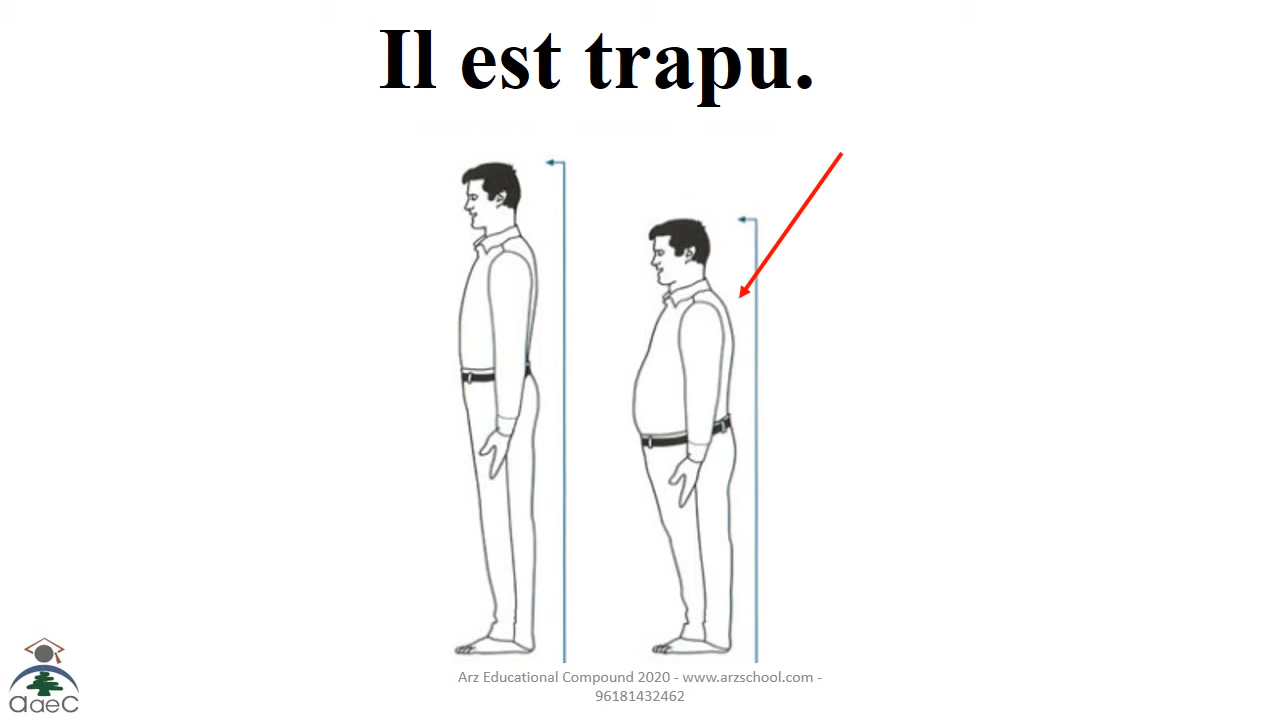 Il est trapu.
Arz Educational Compound 2020 - www.arzschool.com -
96181432462
aaec